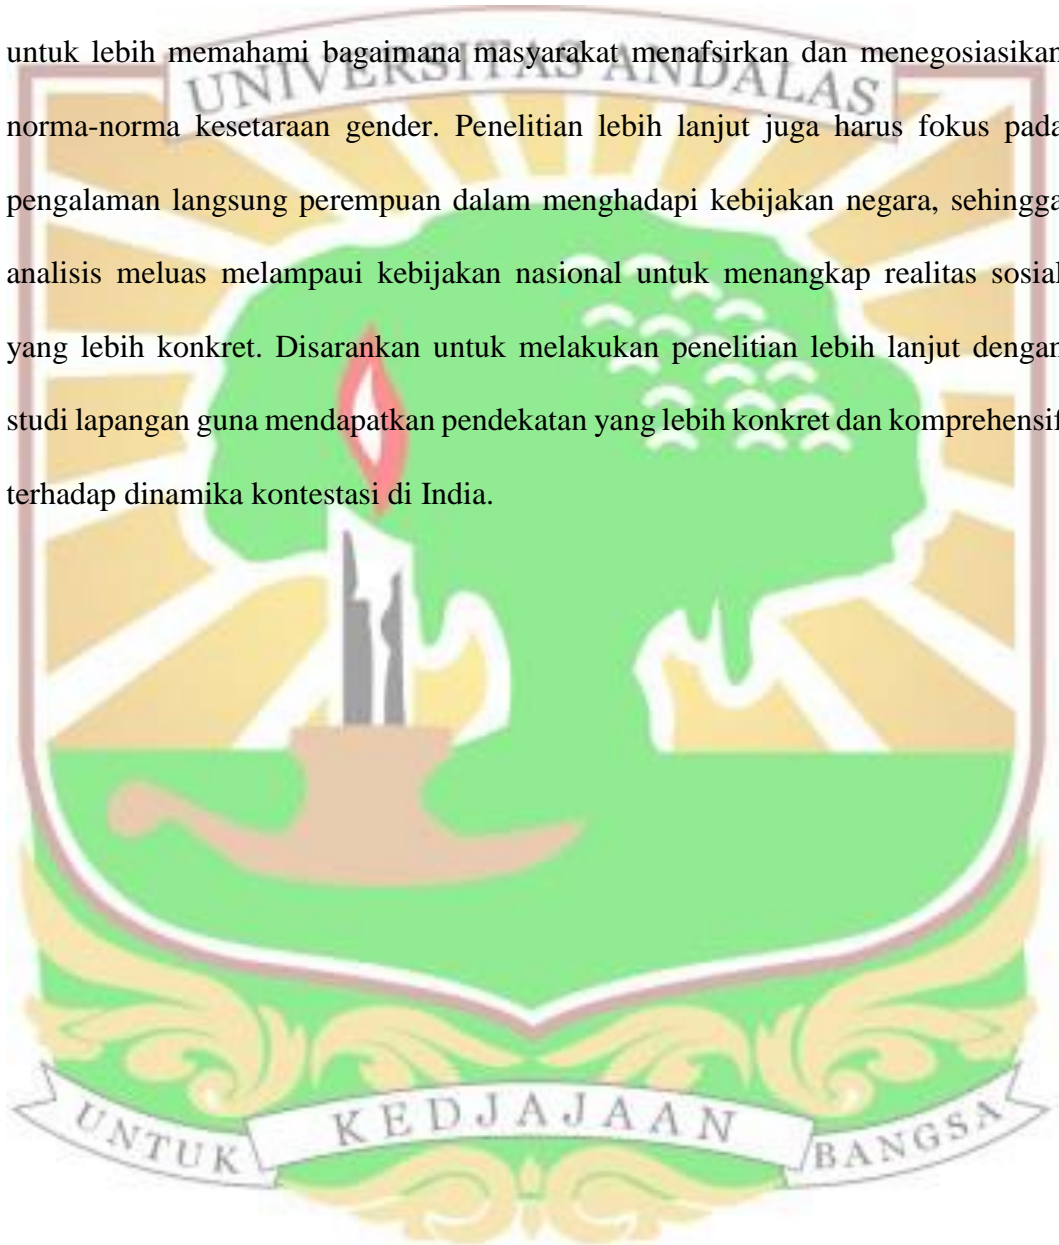 untuk lebih memahami bagaimana masyarakat menafsirkan dan menegosiasikan
UNIVERSITAS ANDALAS
norma-norma kesetaraan gender. Penelitian lebih lanjut juga harus fokus pada
pengalaman langsung perempuan dalam menghadapi kebijakan negara, sehingga
analisis meluas melampaui kebijakan nasional untuk menangkap realitas sosial
yang lebih konkret. Disarankan untuk melakukan penelitian lebih lanjut dengan
studi lapangan guna mendapatkan pendekatan yang lebih konkret dan komprehensif
terhadap dinamika kontestasi di India.
UNTUK KEDJAJAAN BANGSA